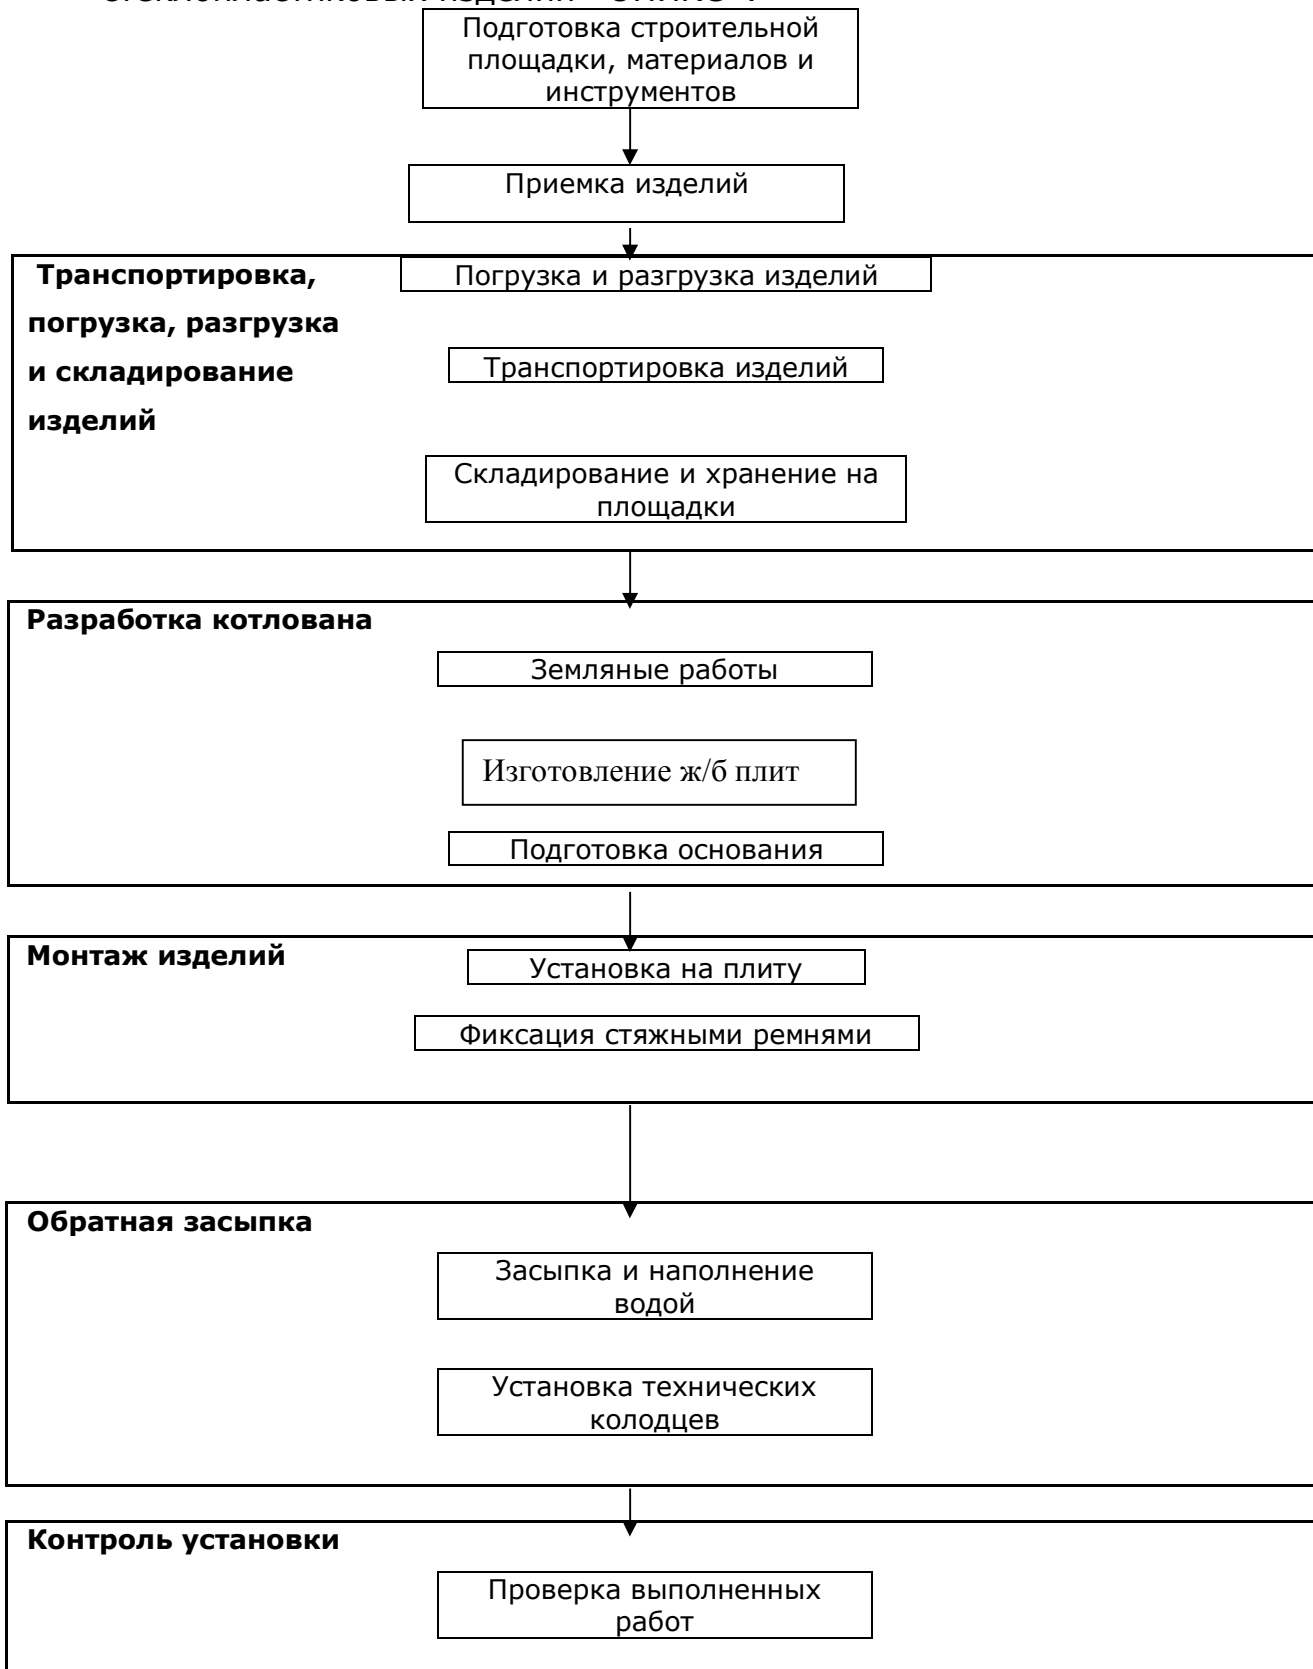 Подготовка строительной
площадки, материалов и
инструментов
Приемка изделий
Транспортировка,
погрузка, разгрузка
и складирование
изделий
Погрузка и разгрузка изделий
Транспортировка изделий
Складирование и хранение на
площадки
Разработка котлована
Земляные работы
Изготовление ж/б плит
Подготовка основания
Монтаж изделий
Установка на плиту
Фиксация стяжными ремнями
Обратная засыпка
Засыпка и наполнение
водой
Установка технических
колодцев
Контроль установки
Проверка выполненных
работ